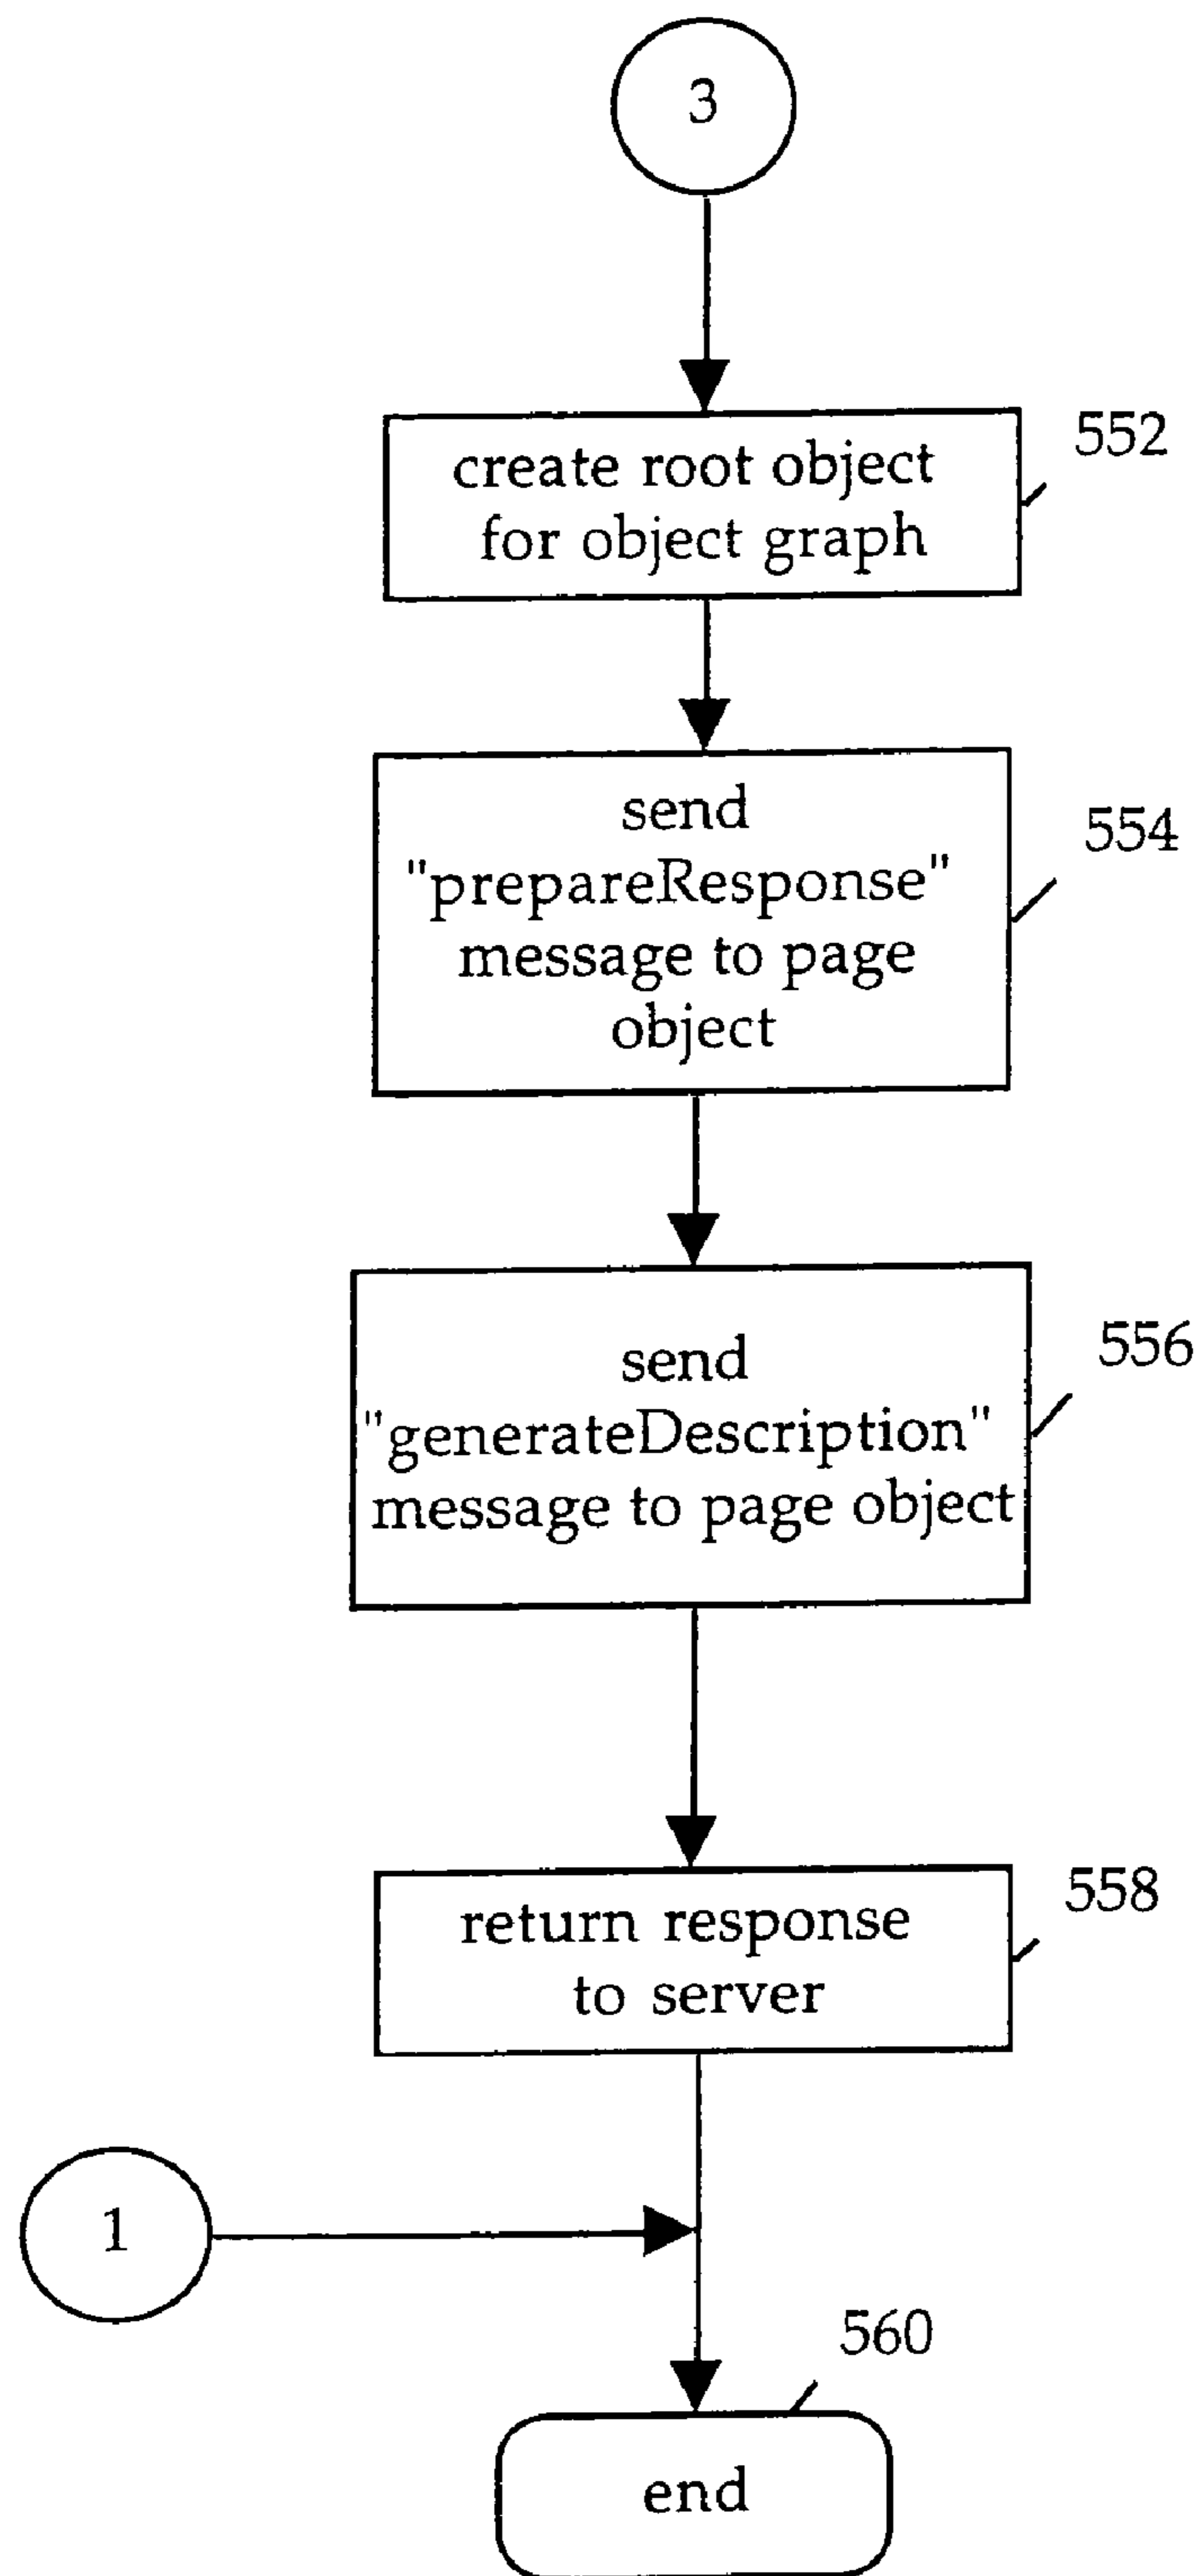 3
552
create root object
for object graph
554
send
"prepareResponse"
message to page
object
556
send
"generateDescription"
message to page object
558
return response
to server
1
560
end